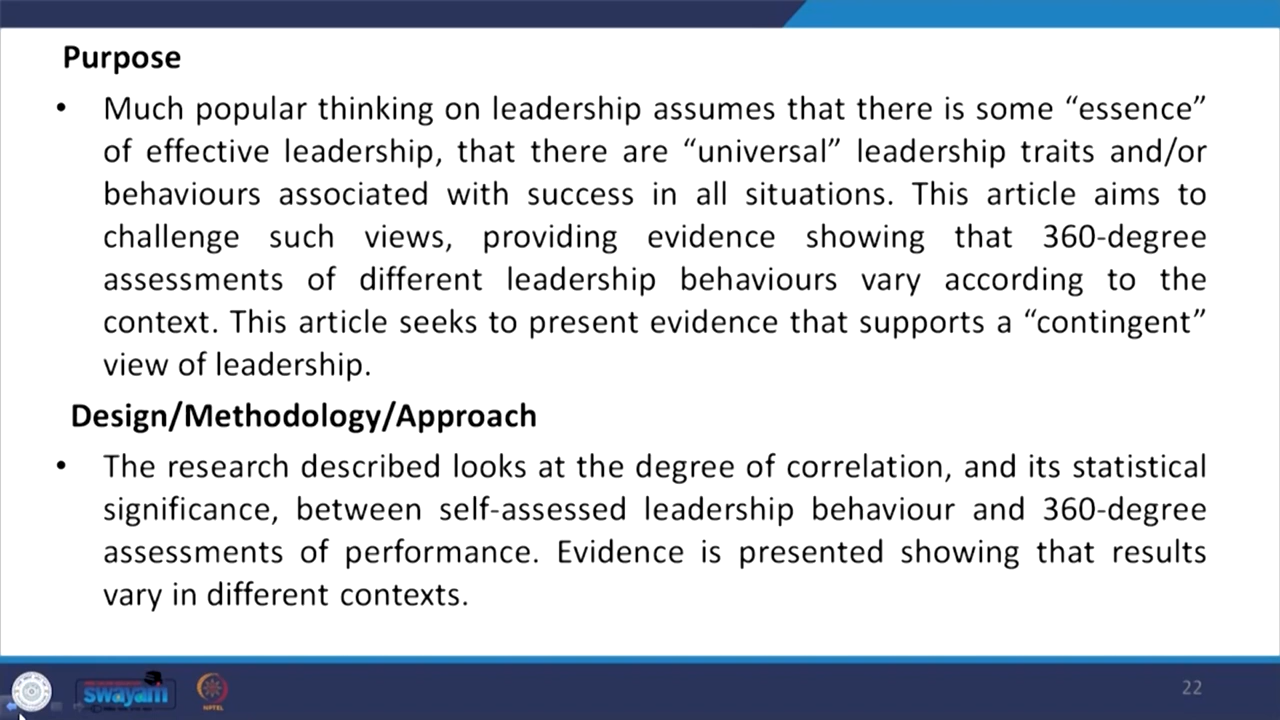 Purpose
• Much popular thinking on leadership assumes that there is some “essence”
of effective leadership, that there are “universal” leadership traits and/or
behaviours associated with success in all situations. This article aims to
challenge such views, providing evidence showing that 360-degree
assessments of different leadership behaviours vary according to the
context. This article seeks to present evidence that supports a “contingent”
view of leadership.
Design/Methodology/Approach
• The research described looks at the degree of correlation, and its statistical
significance, between self-assessed leadership behaviour and 360-degree
assessments of performance. Evidence is presented showing that results
vary in different contexts.
swayam
NPTEL
22